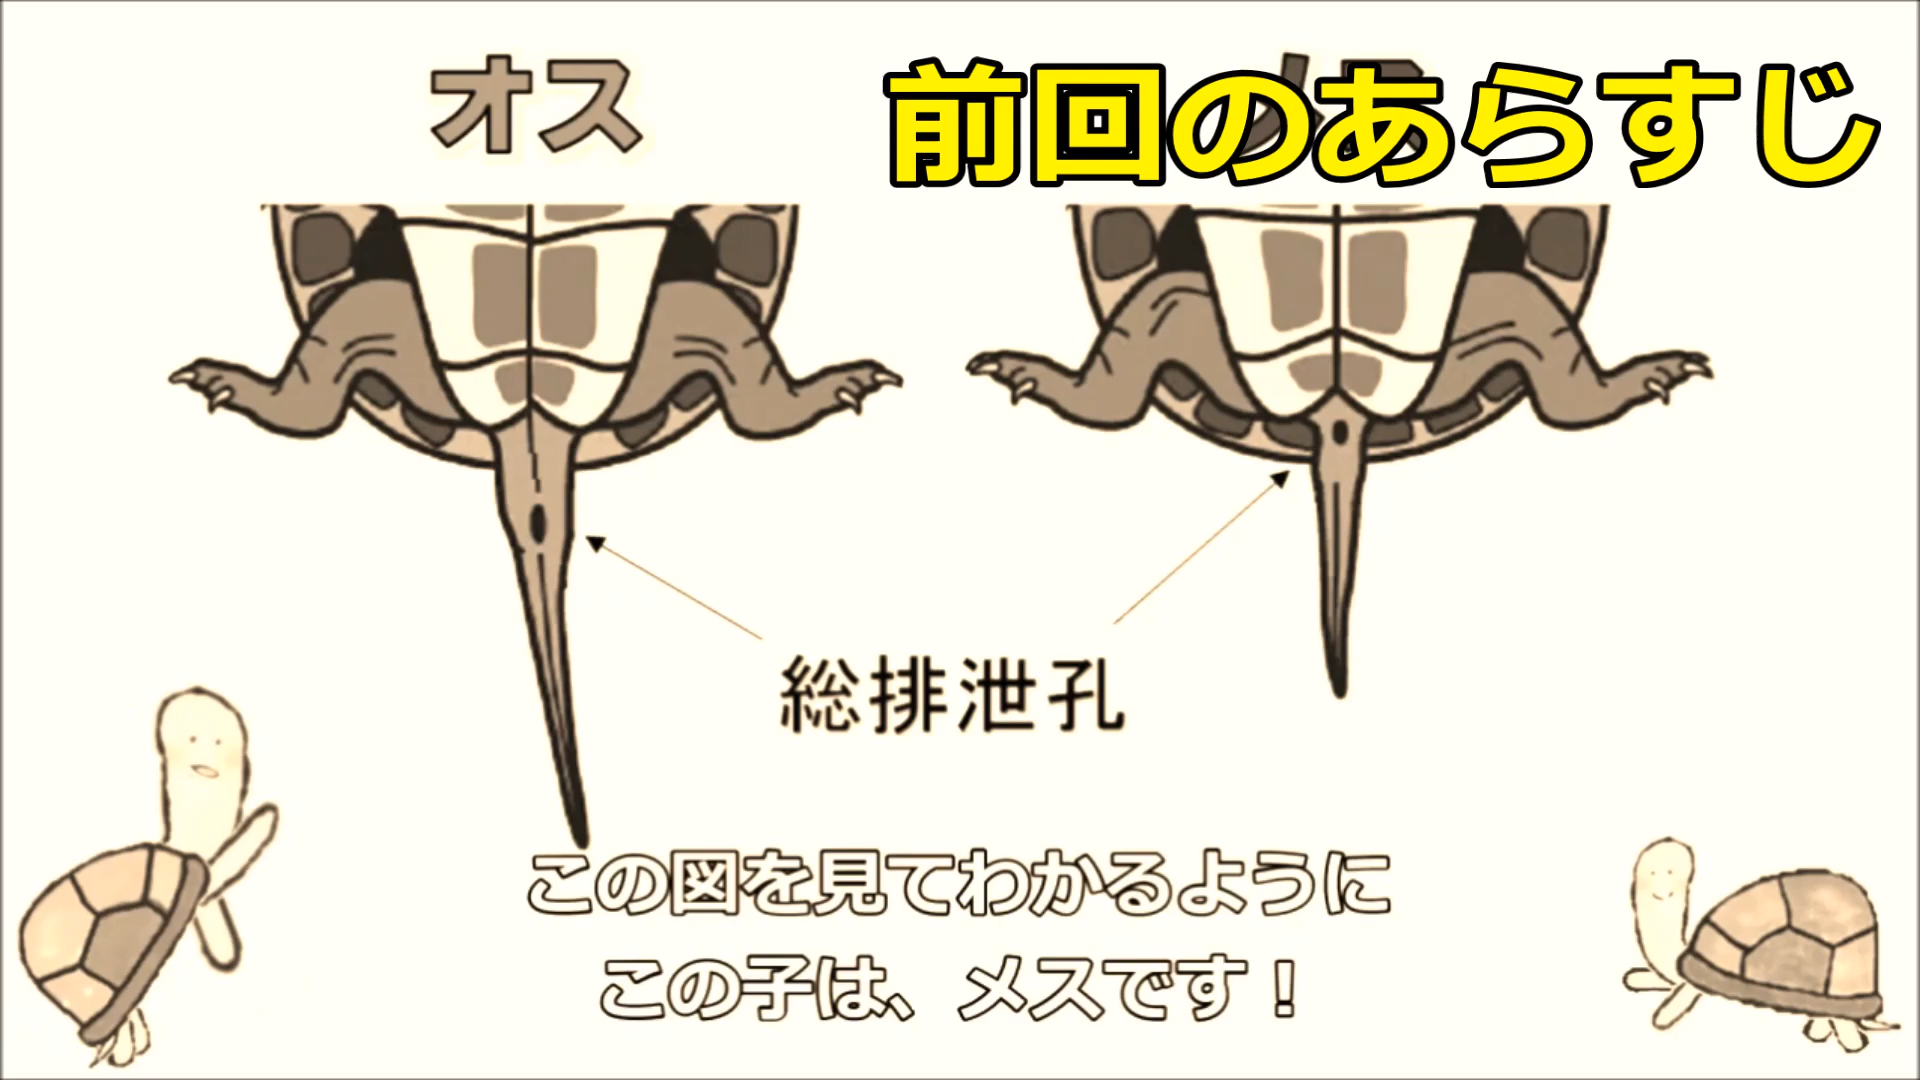 オス
前回のあらすじ
総排泄孔
この図を見てわかるように
この子は、メスです！